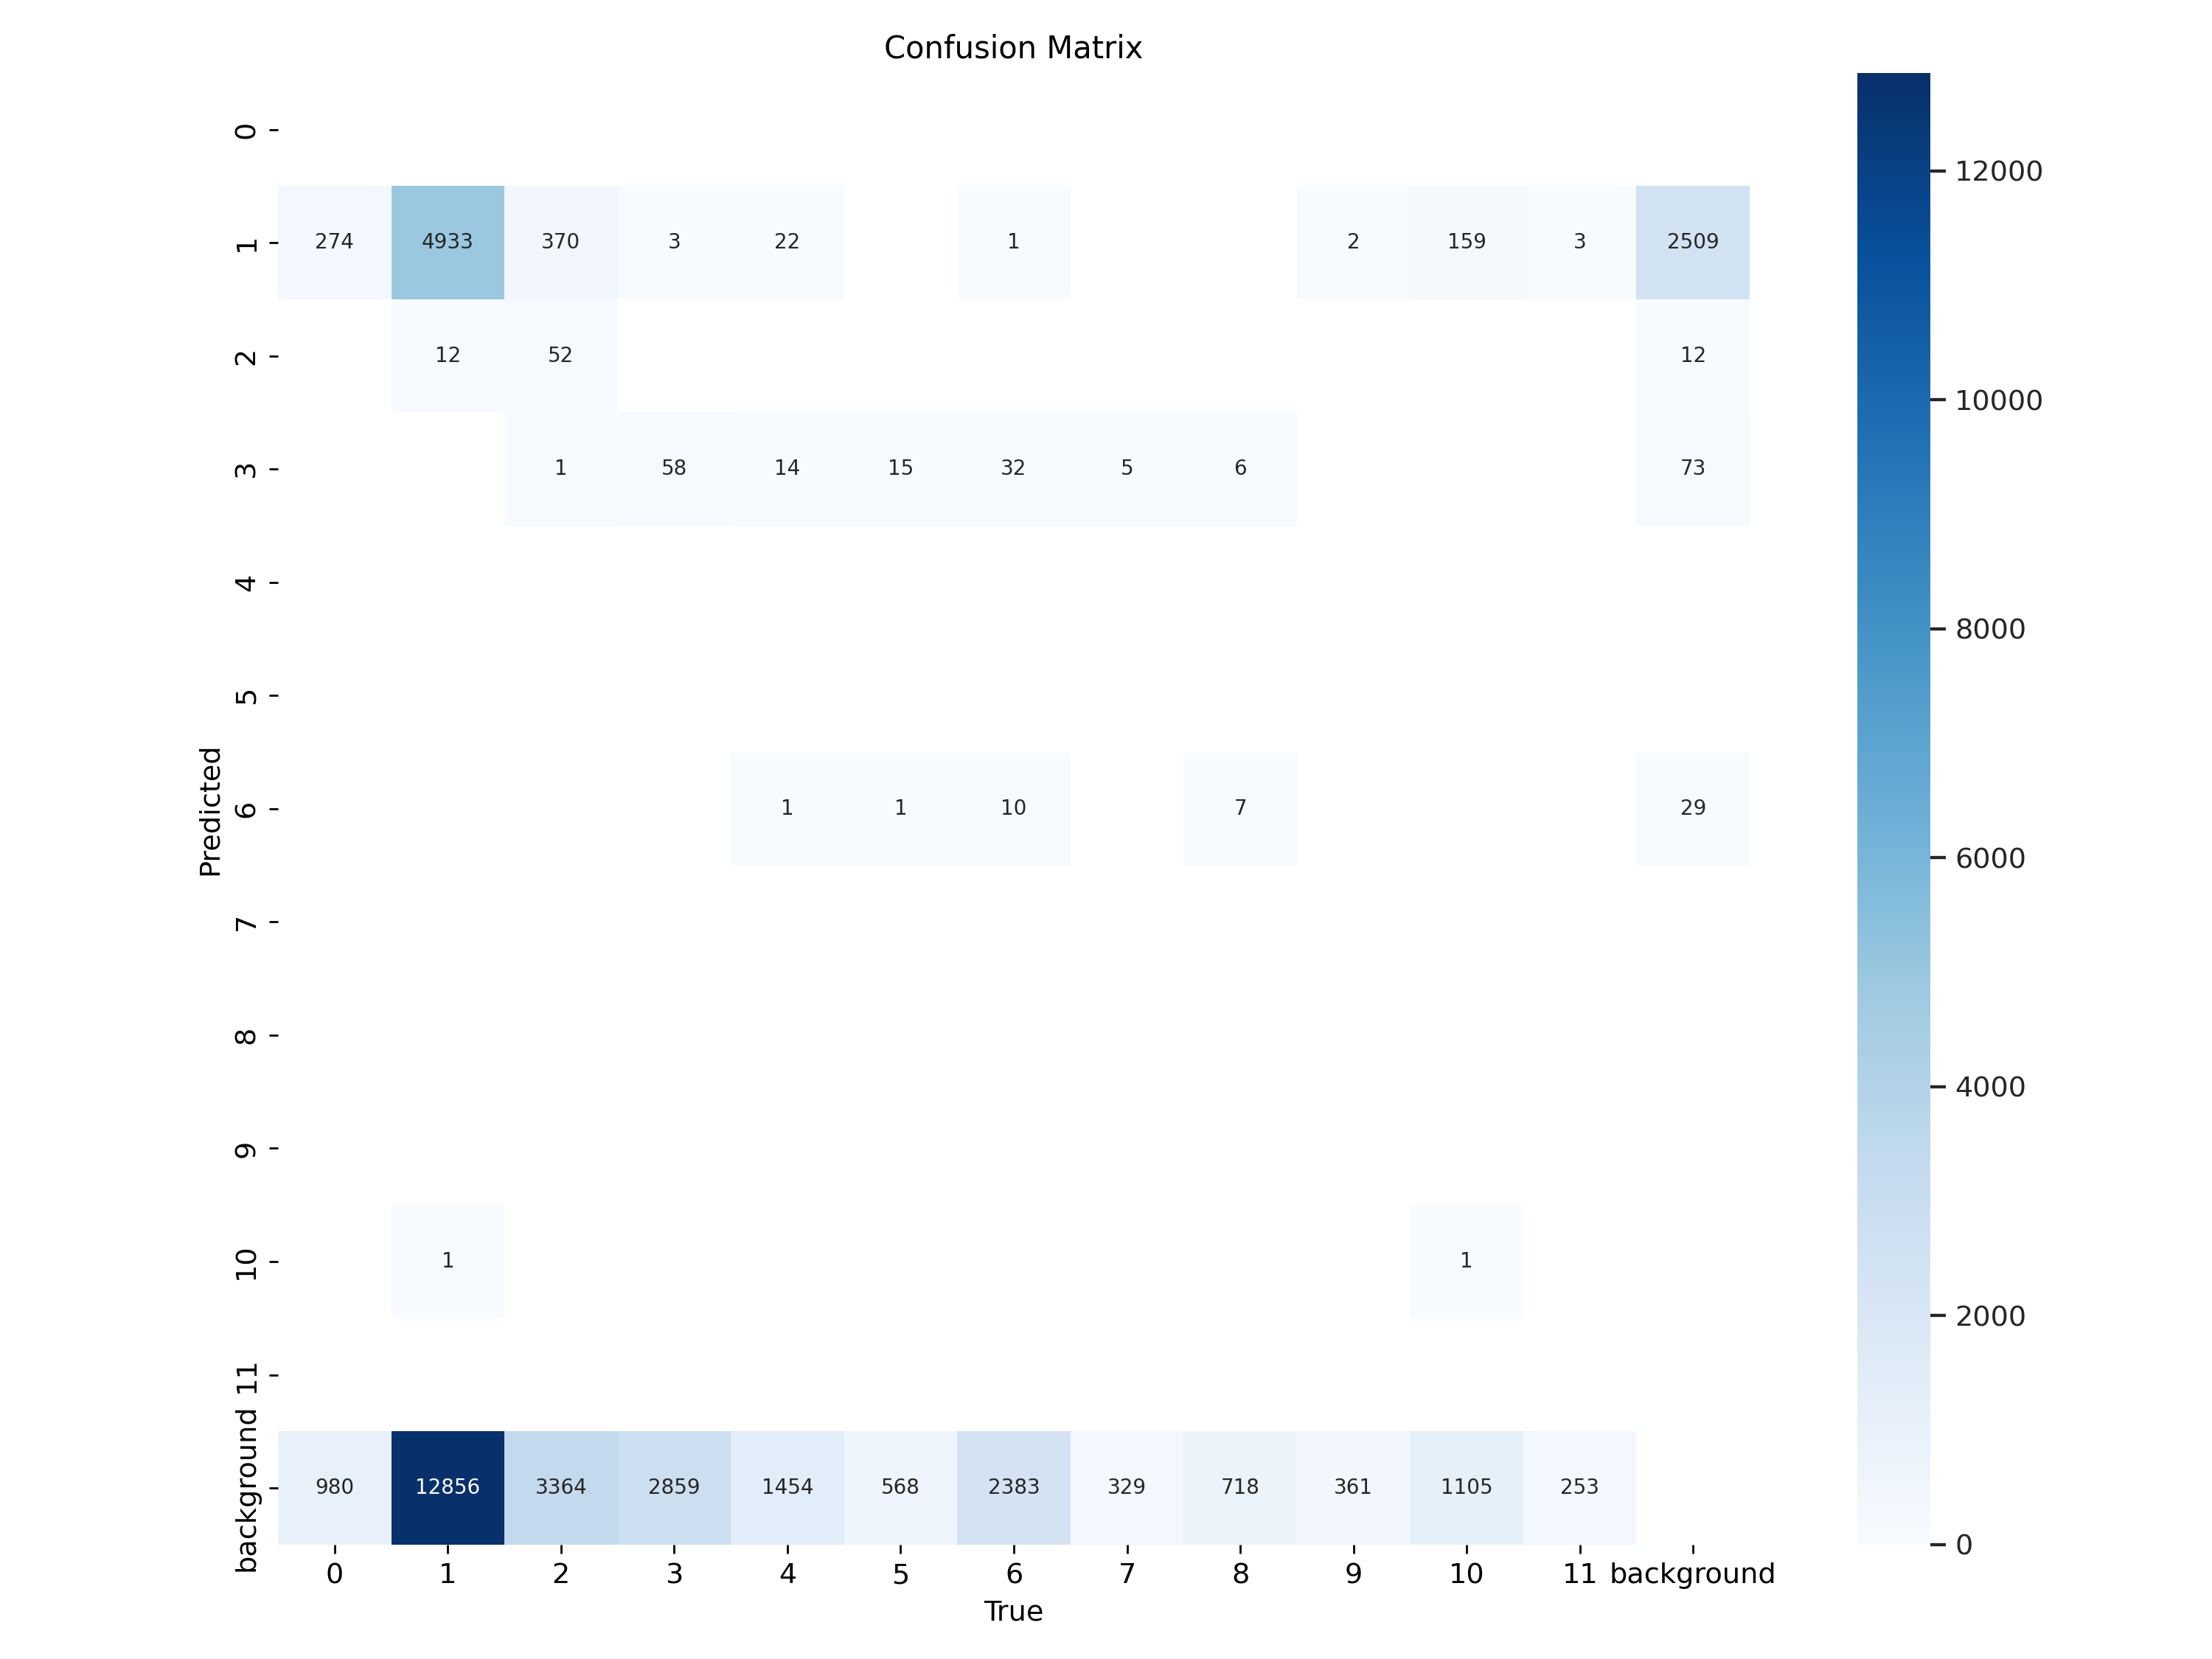 Confusion Matrix
0
1 274 4933 370 3 22 1 2 159 3 2509
2 12 52 12
3 1 58 14 15 32 5 6 73
4
5
6 1 1 10 7 29
7
8
9
10 1 1
11
background 980 12856 3364 2859 1454 568 2383 329 718 361 1105 253
0 1 2 3 4 5 6 7 8 9 10 11 background
True
Predicted
12000
10000
8000
6000
4000
2000
0